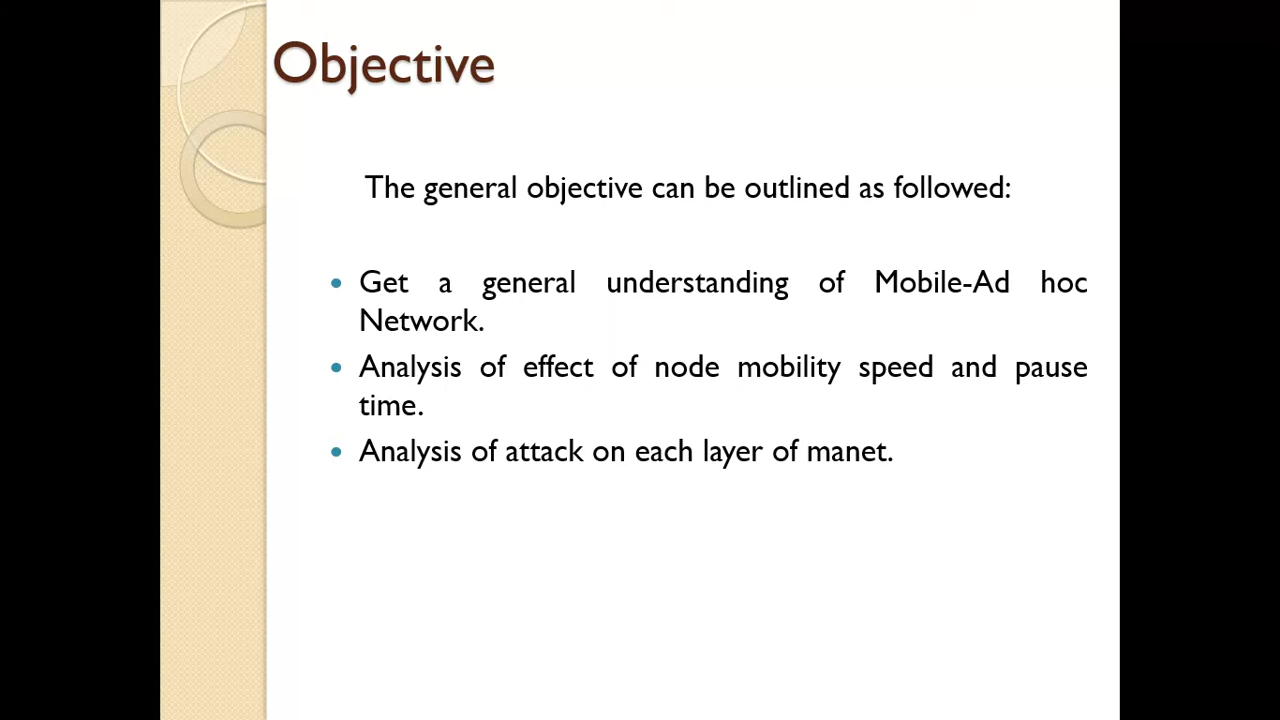 Objective
The general objective can be outlined as followed:
• Get a general understanding of Mobile-Ad hoc
Network.
• Analysis of effect of node mobility speed and pause
time.
• Analysis of attack on each layer of manet.